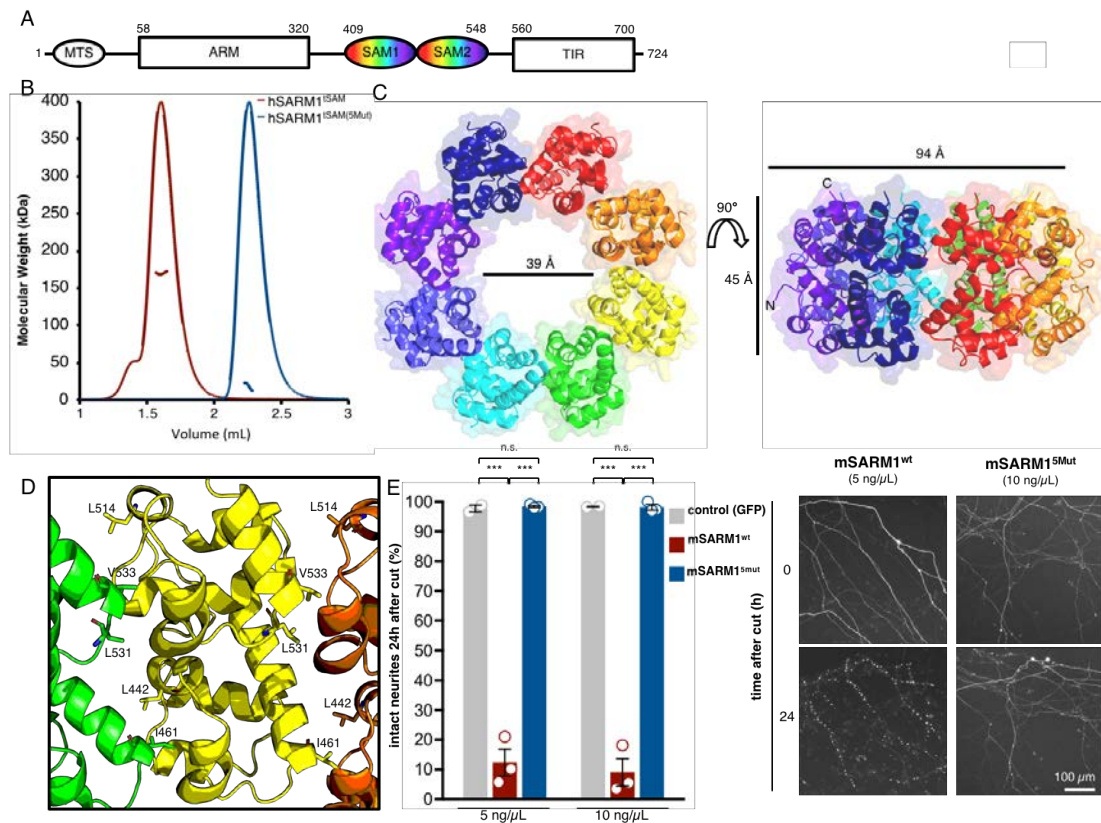 A
58 320 409 548 560 700
1 MTS ARM SAM1 SAM2 TIR 724
B
hSARM1tSAM
hSARM1tSAM(5Mut)
Molecular Weight (kDa)
400
350
300
250
200
150
100
50
0
1 1.5 2 2.5 3
Volume (mL)
C
39 Å
90°
94 Å
45 Å
C
N
D
L514
L514
V533
V533
L531
L531
L442
L442
I461
I461
E
n.s. n.s.
*** *** *** ***
intact neurites 24h after cut (%)
100
90
80
70
60
50
40
30
20
10
0
5 ng/µL 10 ng/µL
control (GFP)
mSARM1wt
mSARM15mut
mSARM1wt mSARM15Mut
(5 ng/µL) (10 ng/µL)
time after cut (h)
0
24
100 µm